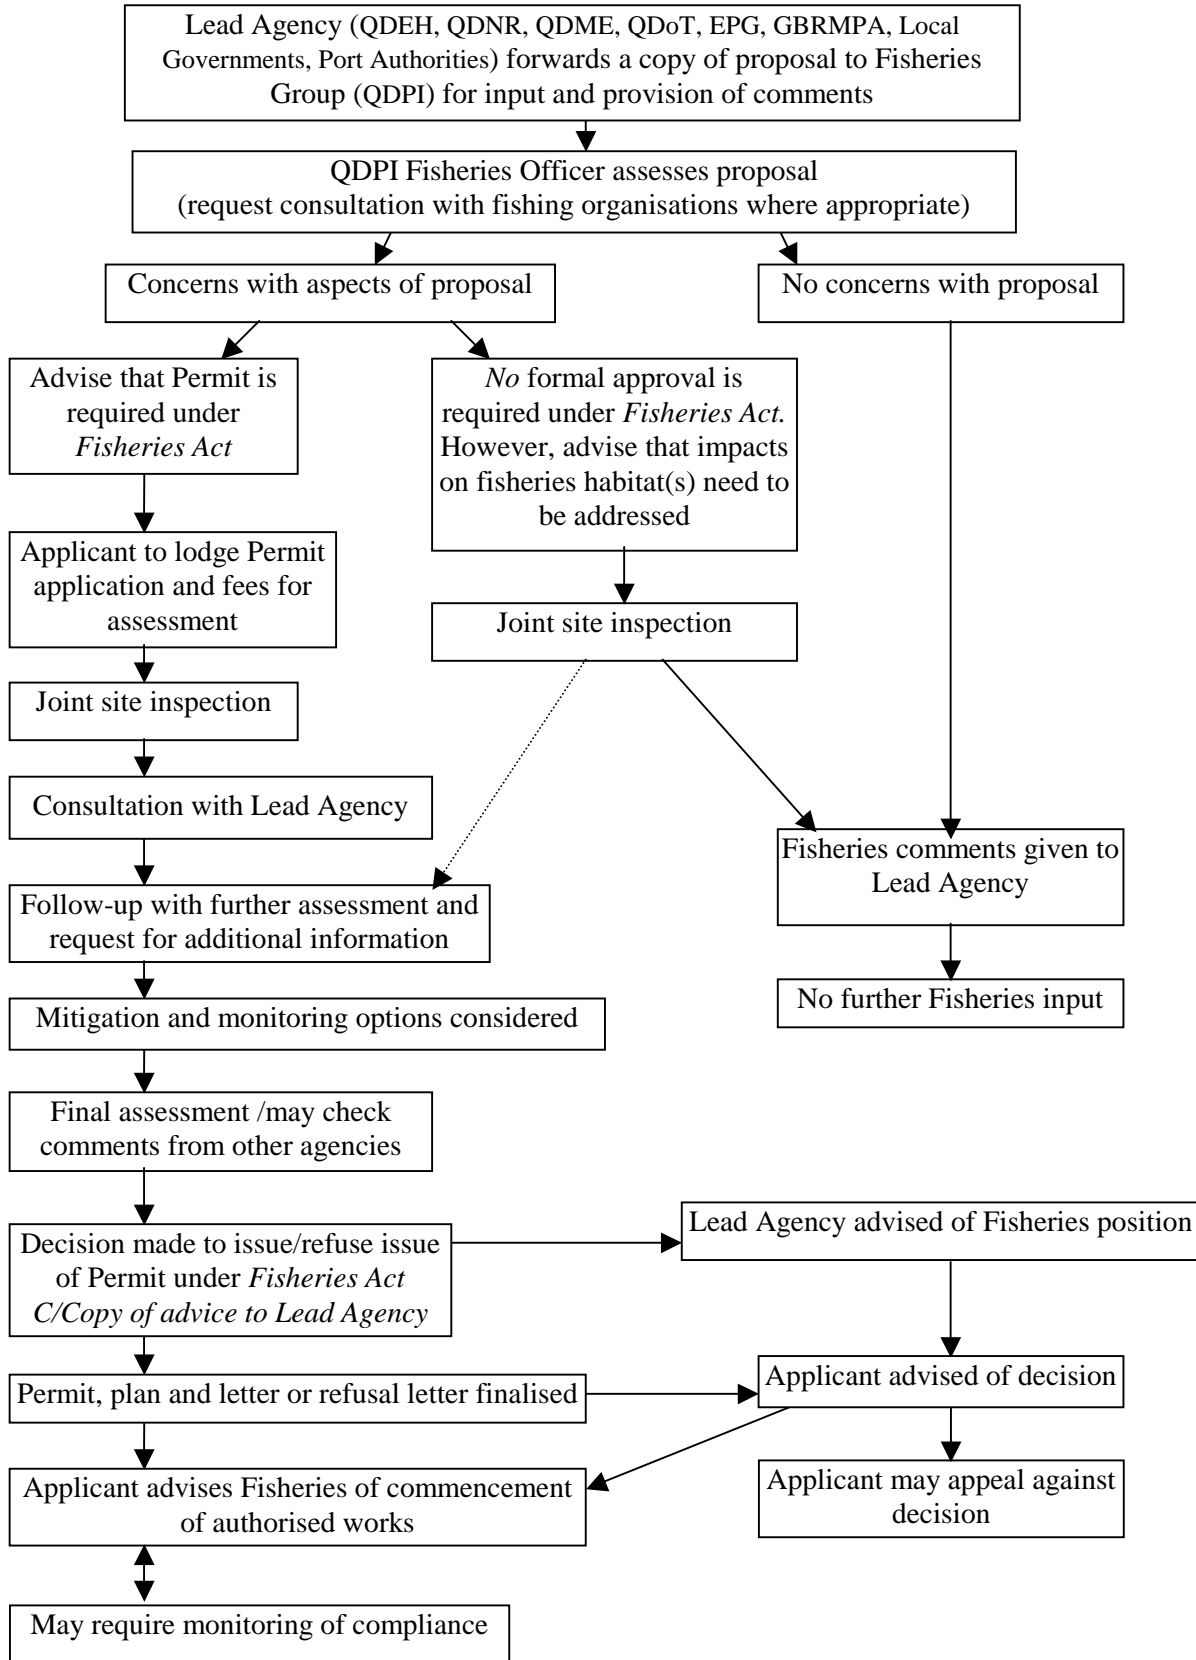 Lead Agency (QDEH, QDNR, QDME, QDoT, EPG, GBRMPA, Local
Governments, Port Authorities) forwards a copy of proposal to Fisheries
Group (QDPI) for input and provision of comments
QDPI Fisheries Officer assesses proposal
(request consultation with fishing organisations where appropriate)
Concerns with aspects of proposal
No concerns with proposal
Advise that Permit is
required under
Fisheries Act
No formal approval is
required under Fisheries Act.
However, advise that impacts
on fisheries habitat(s) need to
be addressed
Applicant to lodge Permit
application and fees for
assessment
Joint site inspection
Joint site inspection
Consultation with Lead Agency
Fisheries comments given to
Lead Agency
Follow-up with further assessment and
request for additional information
No further Fisheries input
Mitigation and monitoring options considered
Final assessment /may check
comments from other agencies
Lead Agency advised of Fisheries position
Decision made to issue/refuse issue
of Permit under Fisheries Act
C/Copy of advice to Lead Agency
Applicant advised of decision
Permit, plan and letter or refusal letter finalised
Applicant may appeal against
decision
Applicant advises Fisheries of commencement
of authorised works
May require monitoring of compliance